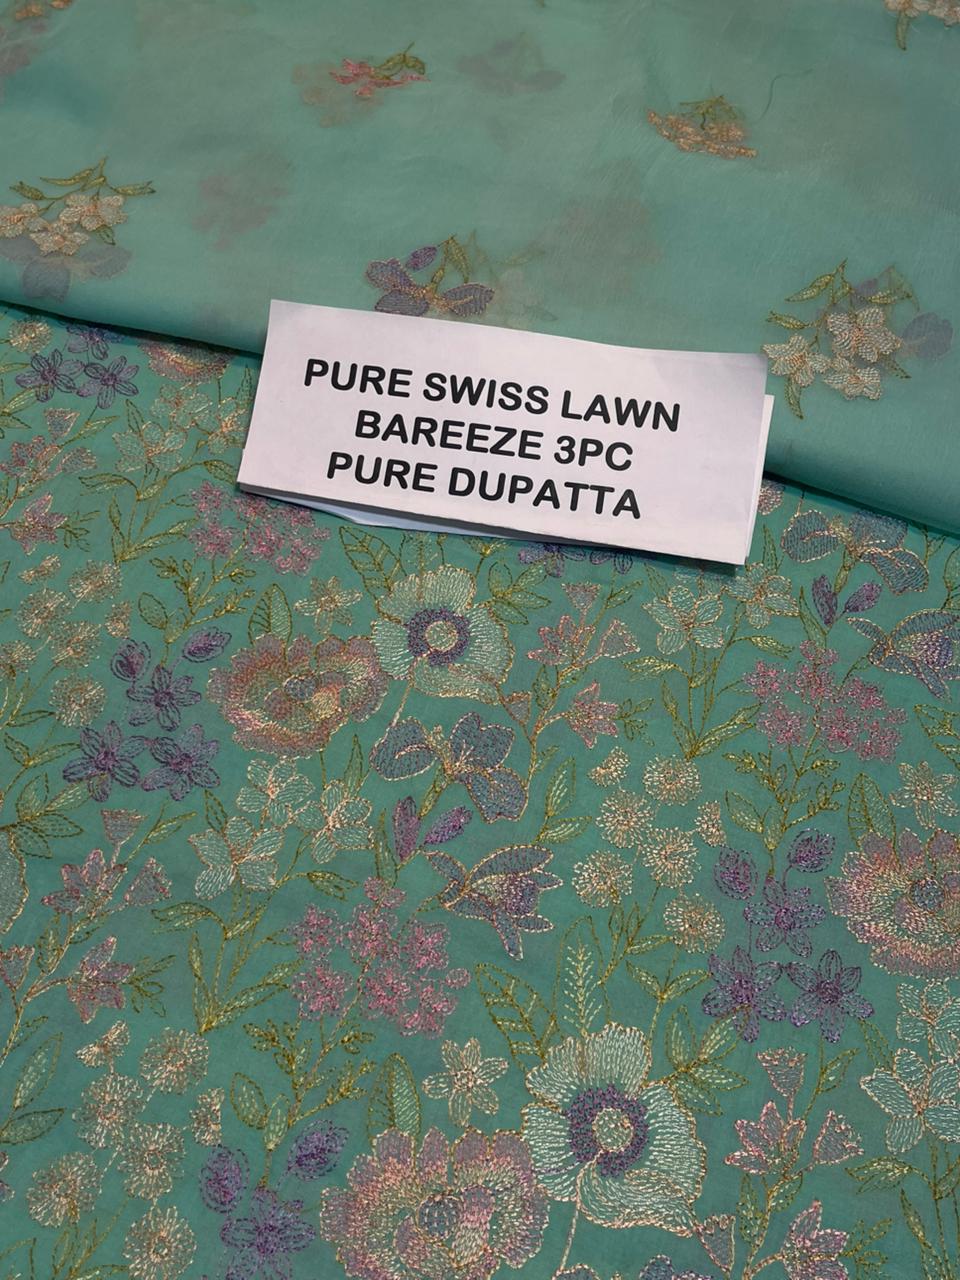 PURE SWISS LAWN
BAREEZE 3PC
PURE DUPATTA